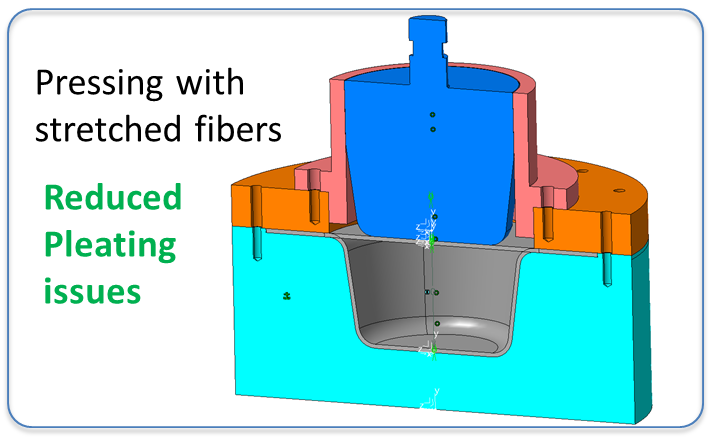 Pressing with
stretched fibers
Reduced
Pleating
issues